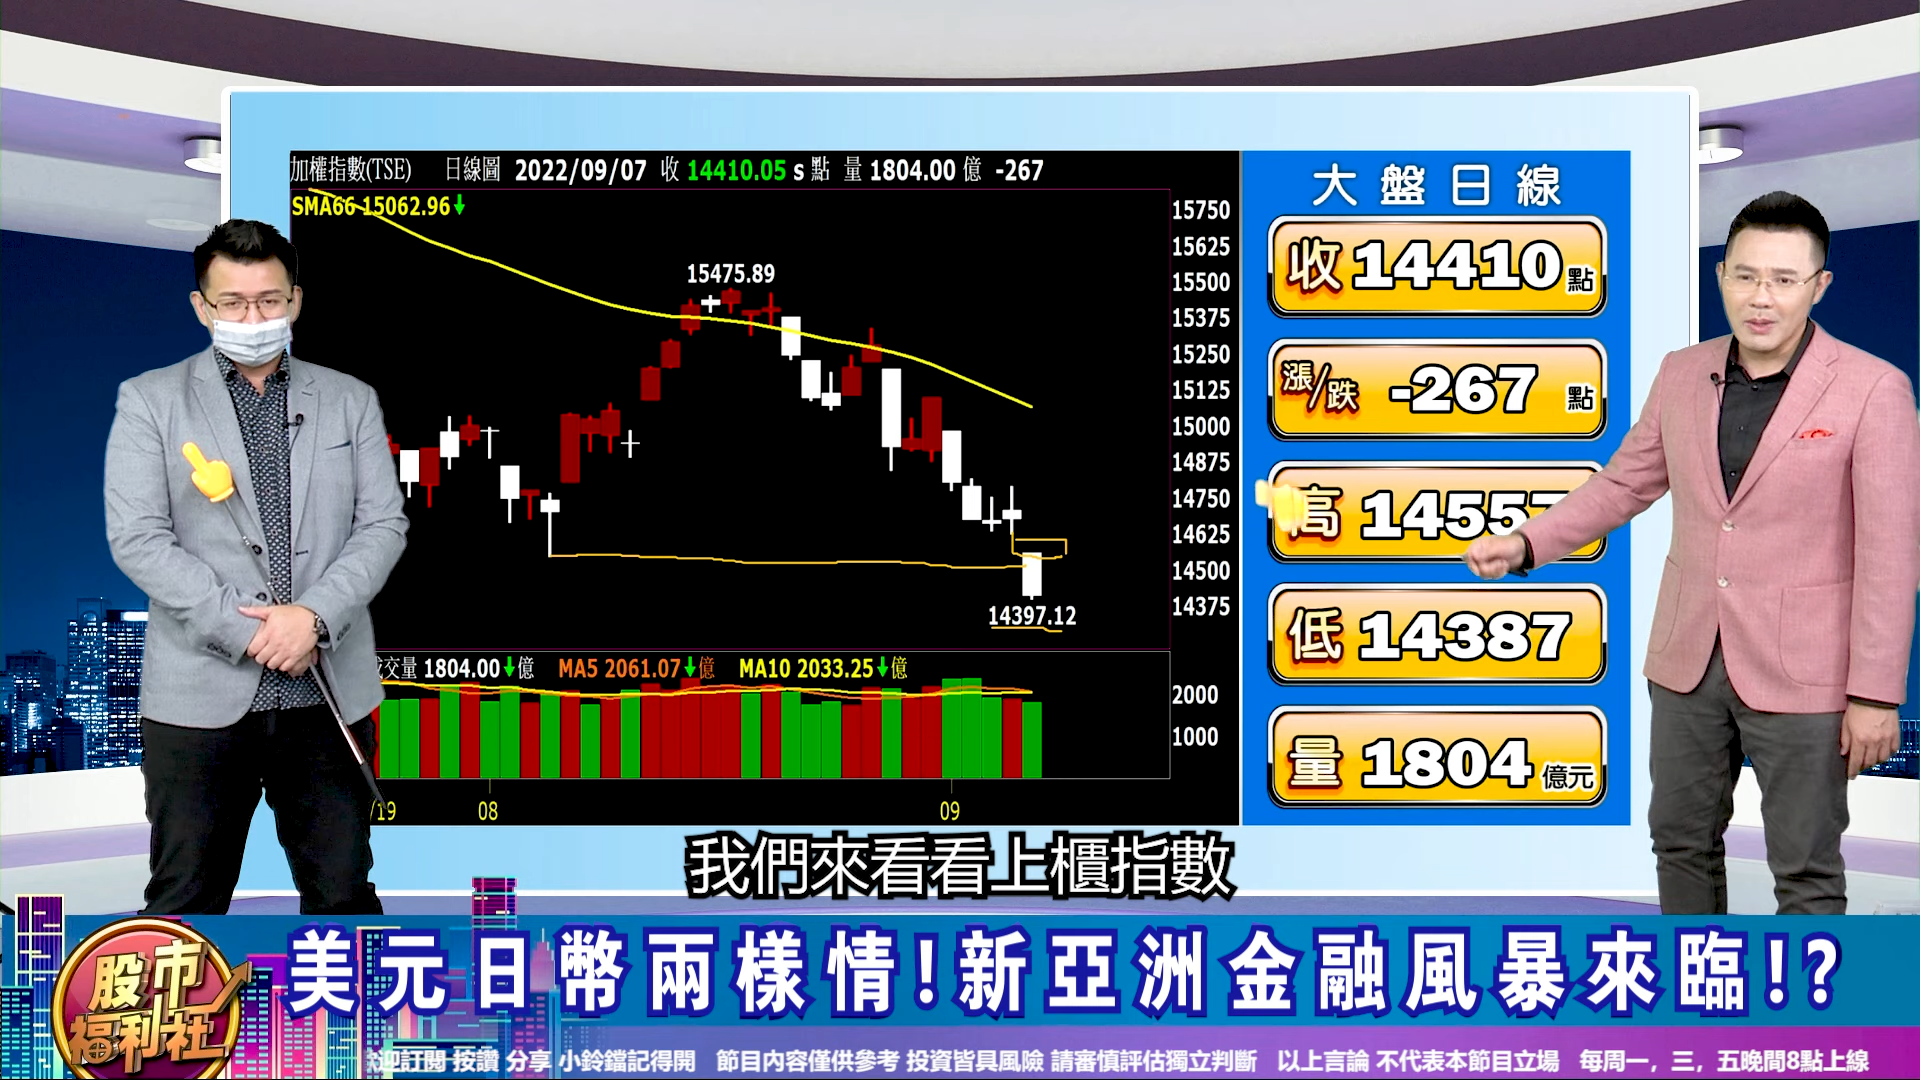 加權指數(TSE) 日線圖 2022/09/07 收 14410.05 s 點 量 1804.00 億 -267
SMA66 15062.96↓
15475.89
14397.12
15750
15625
15500
15375
15250
15125
15000
14875
14750
14625
14500
14375
交量 1804.00↓億 MA5 2061.07↓億 MA10 2033.25↓億
2000
1000
/19 08 09
大盤日線
收 14410 點
漲/跌 -267 點
高 14557
低 14387
量 1804 億元
我們來看看上櫃指數
股市
福利社
美元日幣兩樣情!新亞洲金融風暴來臨!?
迎訂閱 按讚 分享 小鈴鐺記得開 節目內容僅供參考 投資皆具風險 請審慎評估獨立判斷 以上言論 不代表本節目立場 每周一，三，五晚間8點上線